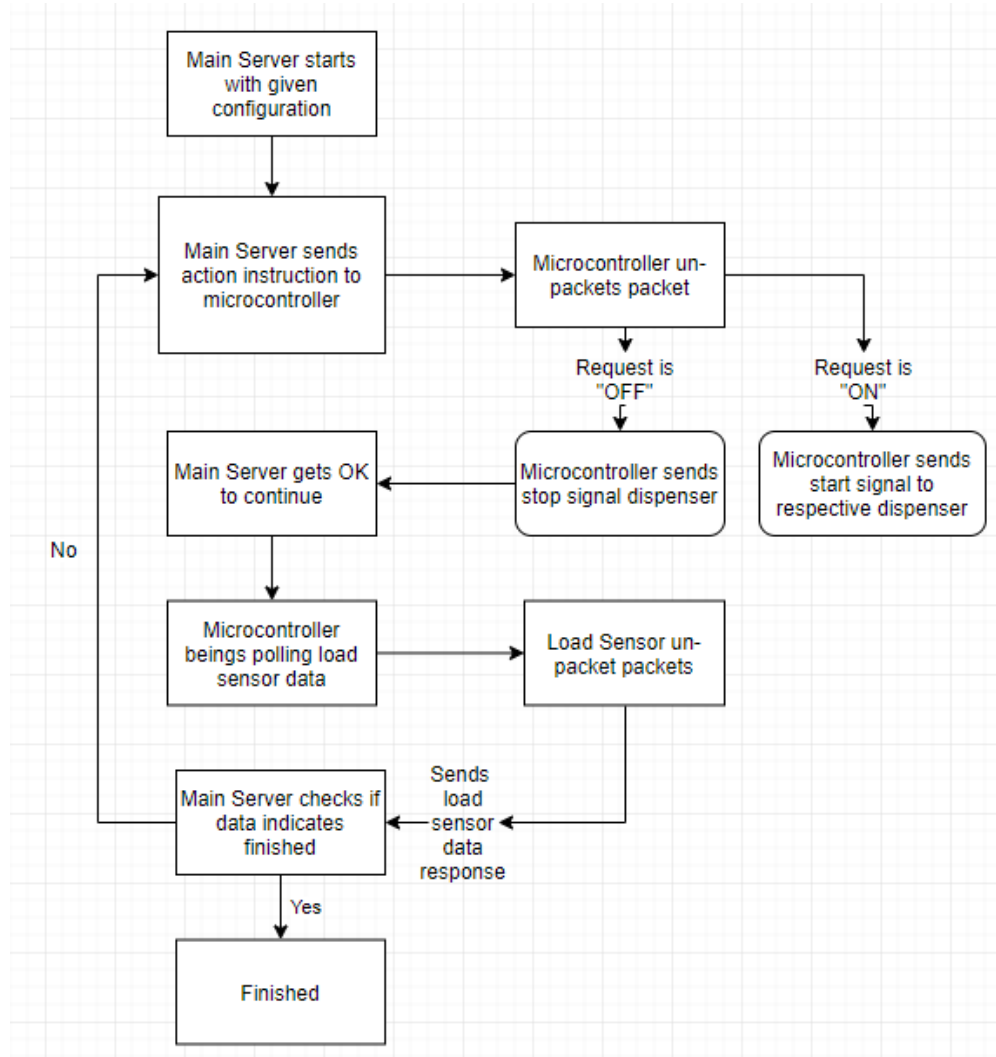 Main Server starts
with given
configuration
Main Server sends
action instruction to
microcontroller
Microcontroller un-
packets packet
Request is
"OFF"
Request is
"ON"
Main Server gets OK
to continue
Microcontroller sends
stop signal dispenser
Microcontroller sends
start signal to
respective dispenser
No
Microcontroller
beings polling load
sensor data
Load Sensor un-
packet packets
Main Server checks if
data indicates
finished
Sends
load
sensor
data
response
Yes
Finished